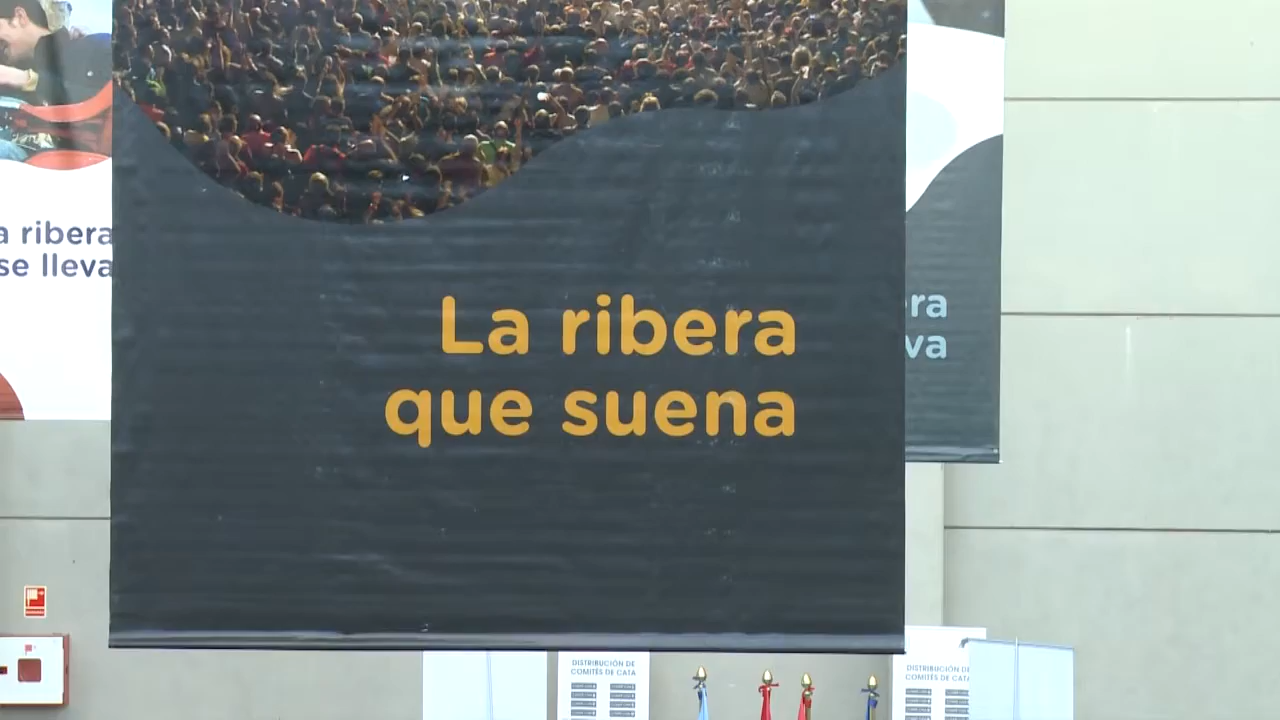 a ribera
se lleva
La ribera
que suena
ra
va
DISTRIBUCIÓN DE
COMITÉS DE CATA
DISTRIBUCIÓN DE
COMITÉS DE CATA